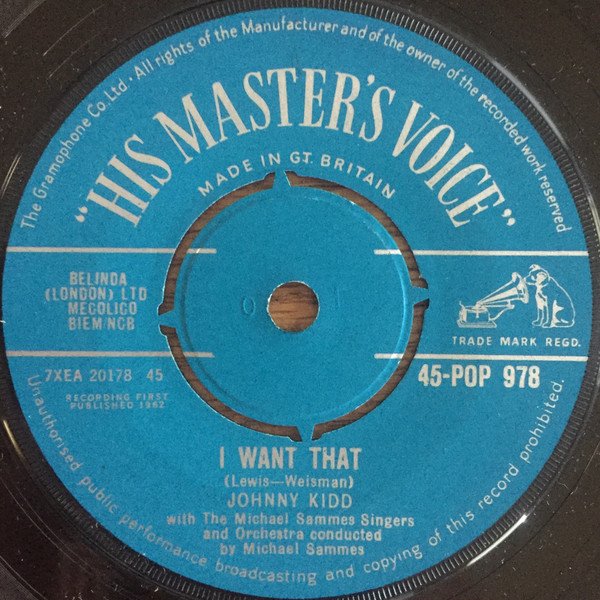 The Gramophone Co. Ltd · All rights of the Manufacturer and of the owner of the recorded work reserved
"HIS MASTER'S VOICE"
MADE IN GT. BRITAIN
BELINDA
(LONDON) LTD
MECOLICO
BIEM/NCB
TRADE MARK REGD.
7XEA 20178 45
45-POP 978
RECORDING FIRST
PUBLISHED 1962
I WANT THAT
(Lewis—Weisman)
JOHNNY KIDD
with The Michael Sammes Singers
and Orchestra conducted
by Michael Sammes
Unauthorised public performance broadcasting and copying of this record prohibited.